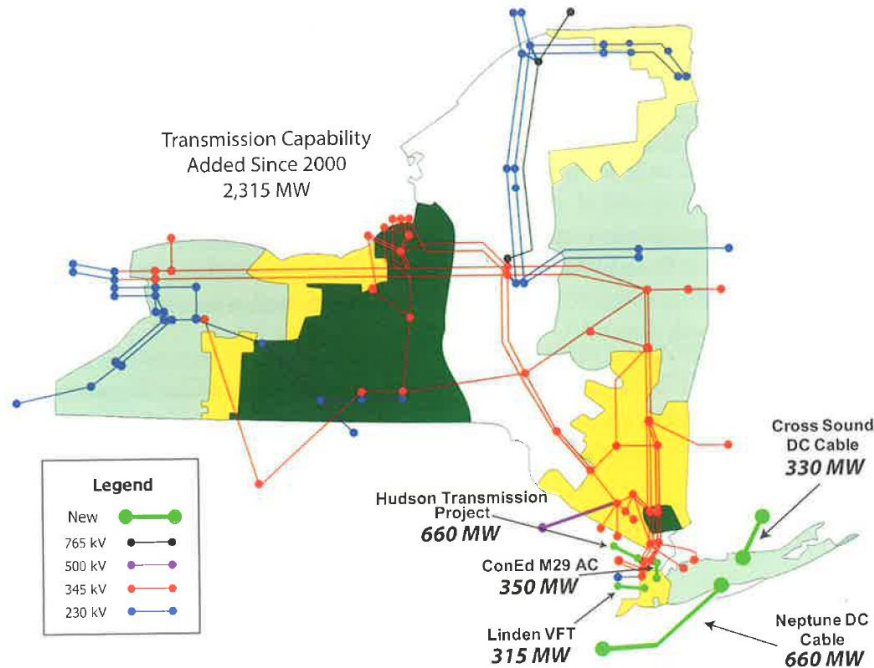 Transmission Capability
Added Since 2000
2,315 MW
Cross Sound
DC Cable
330 MW
Hudson Transmission
Project
660 MW
ConEd M29 AC
350 MW
Linden VFT
315 MW
Neptune DC
Cable
660 MW
Legend
New
765 kV
500 kV
345 kV
230 kV